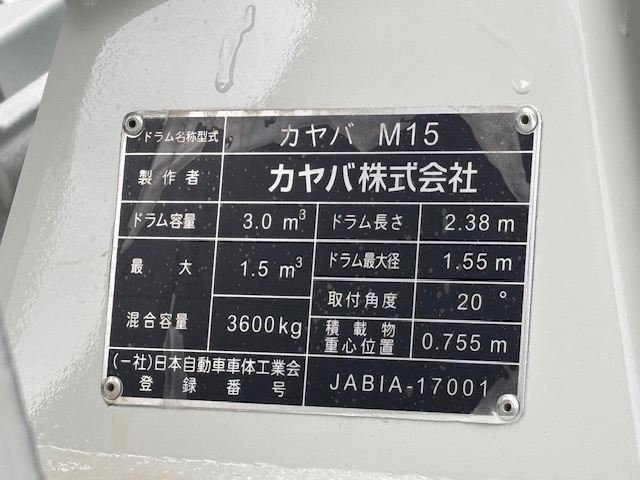 ドラム名称型式 カヤバ M15
製作者 カヤバ株式会社
ドラム容量 3.0 m³ ドラム長さ 2.38 m
最大 1.5 m³ ドラム最大径 1.55 m
混合容量 3600kg 取付角度 20°
積載物
重心位置 0.755 m
(一社)日本自動車車体工業会
登録番号 JABIA-17001